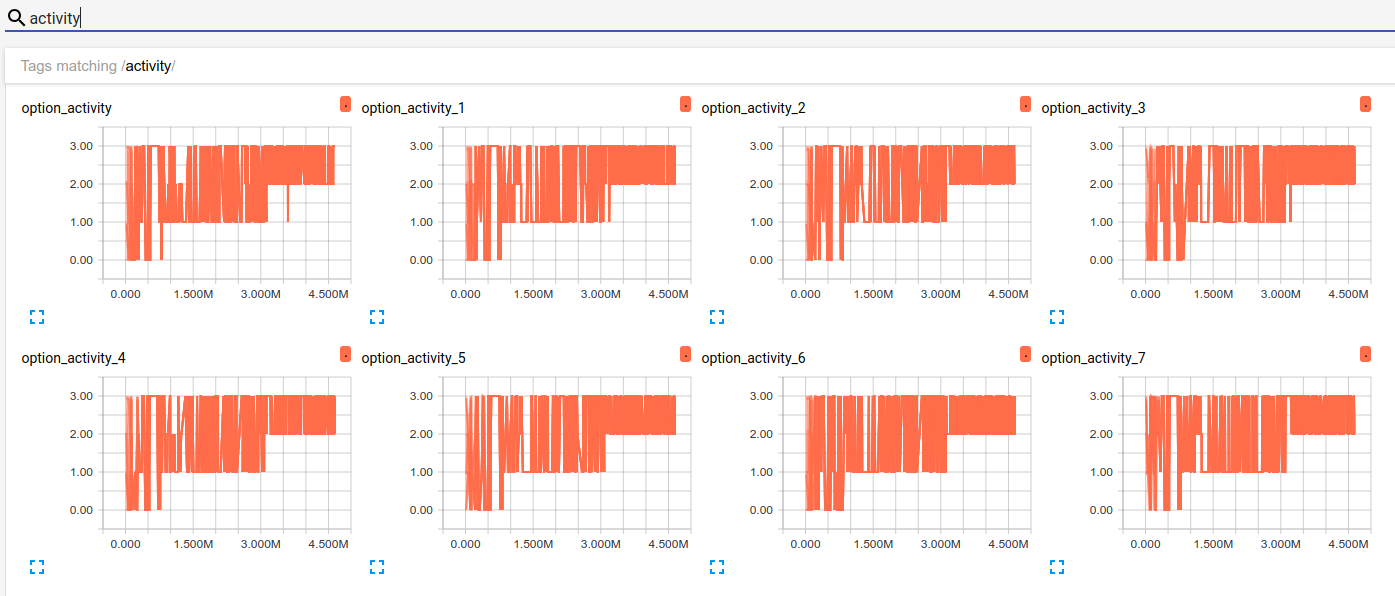 activity
Tags matching /activity/
option_activity
option_activity_1
option_activity_2
option_activity_3
3.00 3.00 3.00 3.00
2.00 2.00 2.00 2.00
1.00 1.00 1.00 1.00
0.00 0.00 0.00 0.00
0.000 1.500M 3.000M 4.500M 0.000 1.500M 3.000M 4.500M 0.000 1.500M 3.000M 4.500M 0.000 1.500M 3.000M 4.500M
option_activity_4
option_activity_5
option_activity_6
option_activity_7
3.00 3.00 3.00 3.00
2.00 2.00 2.00 2.00
1.00 1.00 1.00 1.00
0.00 0.00 0.00 0.00
0.000 1.500M 3.000M 4.500M 0.000 1.500M 3.000M 4.500M 0.000 1.500M 3.000M 4.500M 0.000 1.500M 3.000M 4.500M